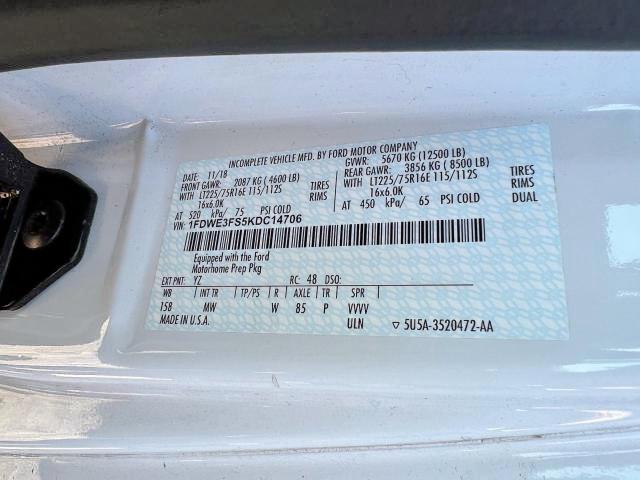 INCOMPLETE VEHICLE MFD. BY FORD MOTOR COMPANY
DATE: 11/18 GVWR: 5670 KG (12500 LB)
FRONT GAWR: 2087 KG ( 4600 LB) REAR GAWR: 3856 KG ( 8500 LB)
WITH LT225/75R16E 115/112S TIRES WITH LT225/75R16E 115/112S TIRES
16x6.0K RIMS 16x6.0K RIMS
AT 520 kPa/ 75 PSI COLD AT 450 kPa/ 65 PSI COLD DUAL
VIN: 1FDWE3FS5KDC14706
Equipped with the Ford
Motorhome Prep Pkg
EXT PNT: YZ RC: 48 DSO:
WB INT TR TP/PS R AXLE TR SPR
158 MW W 85 P VVVV
MADE IN U.S.A. ULN 5U5A-3520472-AA